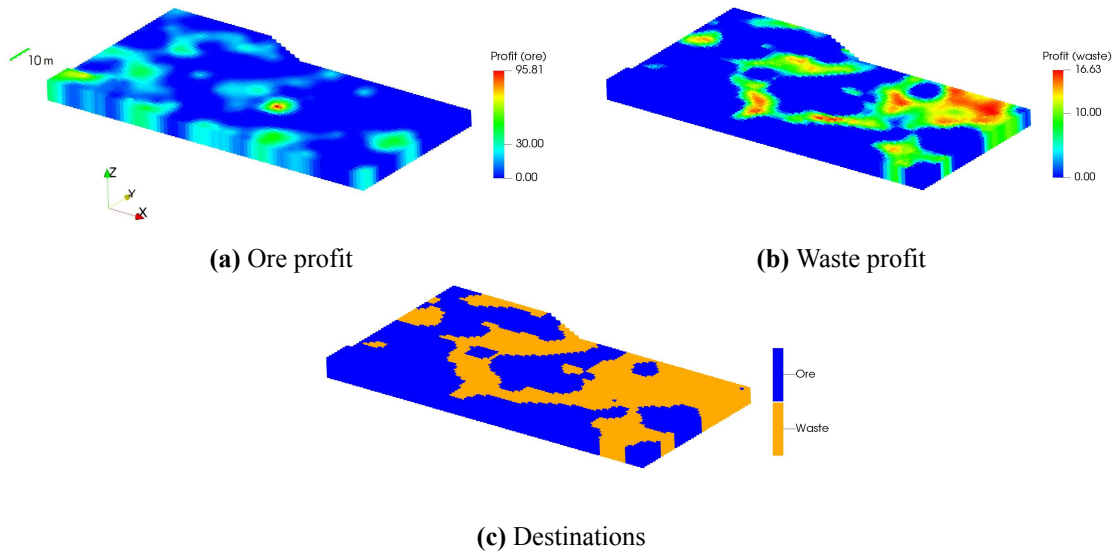 10 m
Profit (ore)
95.81
30.00
0.00
Z
Y
X
(a) Ore profit
Profit (waste)
16.63
10.00
0.00
(b) Waste profit
Ore
Waste
(c) Destinations